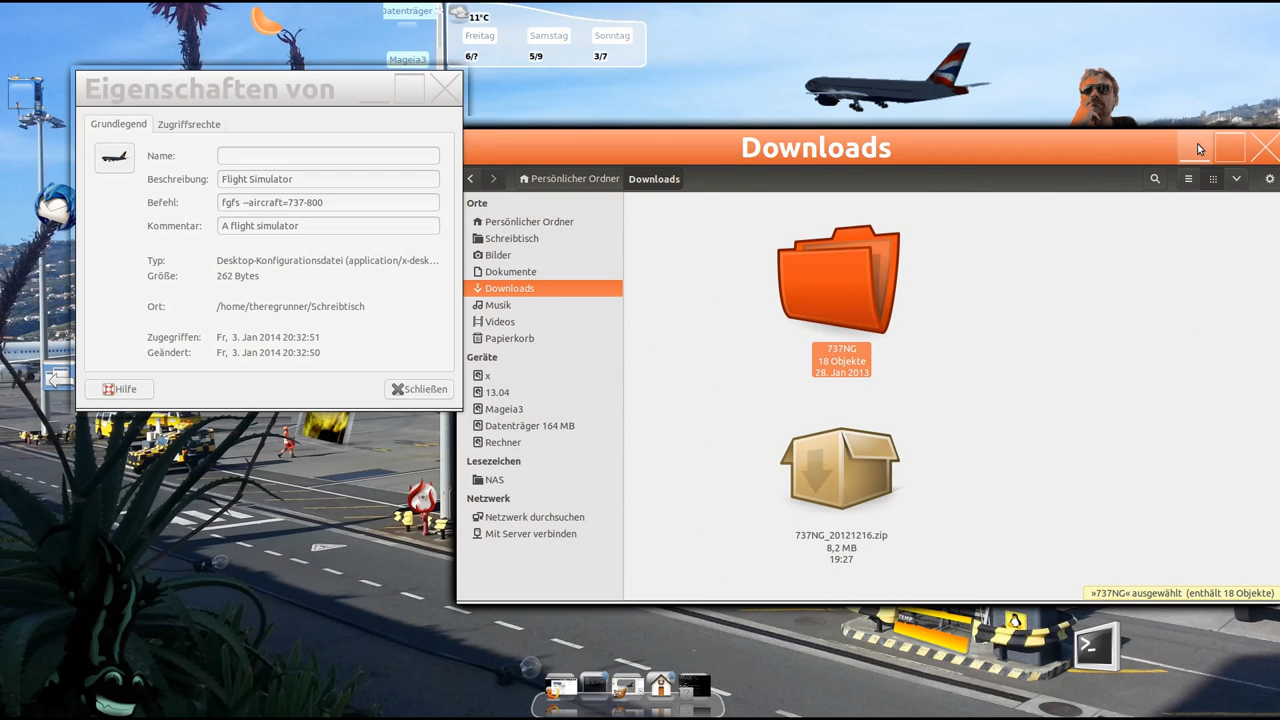 Datenträger
Mageia3
11°C
Freitag Samstag Sonntag
6/? 5/9 3/7
Eigenschaften von
Grundlegend Zugriffsrechte
Name:
Beschreibung: Flight Simulator
Befehl: fgfs --aircraft=737-800
Kommentar: A flight simulator
Typ: Desktop-Konfigurationsdatei (application/x-desk…
Größe: 262 Bytes
Ort: /home/theregrunner/Schreibtisch
Zugegriffen: Fr, 3. Jan 2014 20:32:51
Geändert: Fr, 3. Jan 2014 20:32:50
Hilfe Schließen
Downloads
Persönlicher Ordner Downloads
Orte
Persönlicher Ordner
Schreibtisch
Bilder
Dokumente
Downloads
Musik
Videos
Papierkorb
Geräte
x
13.04
Mageia3
Datenträger 164 MB
Rechner
Lesezeichen
NAS
Netzwerk
Netzwerk durchsuchen
Mit Server verbinden
737NG
18 Objekte
28. Jan 2013
737NG_20121216.zip
8,2 MB
19:27
»737NG« ausgewählt (enthält 18 Objekte)
>_